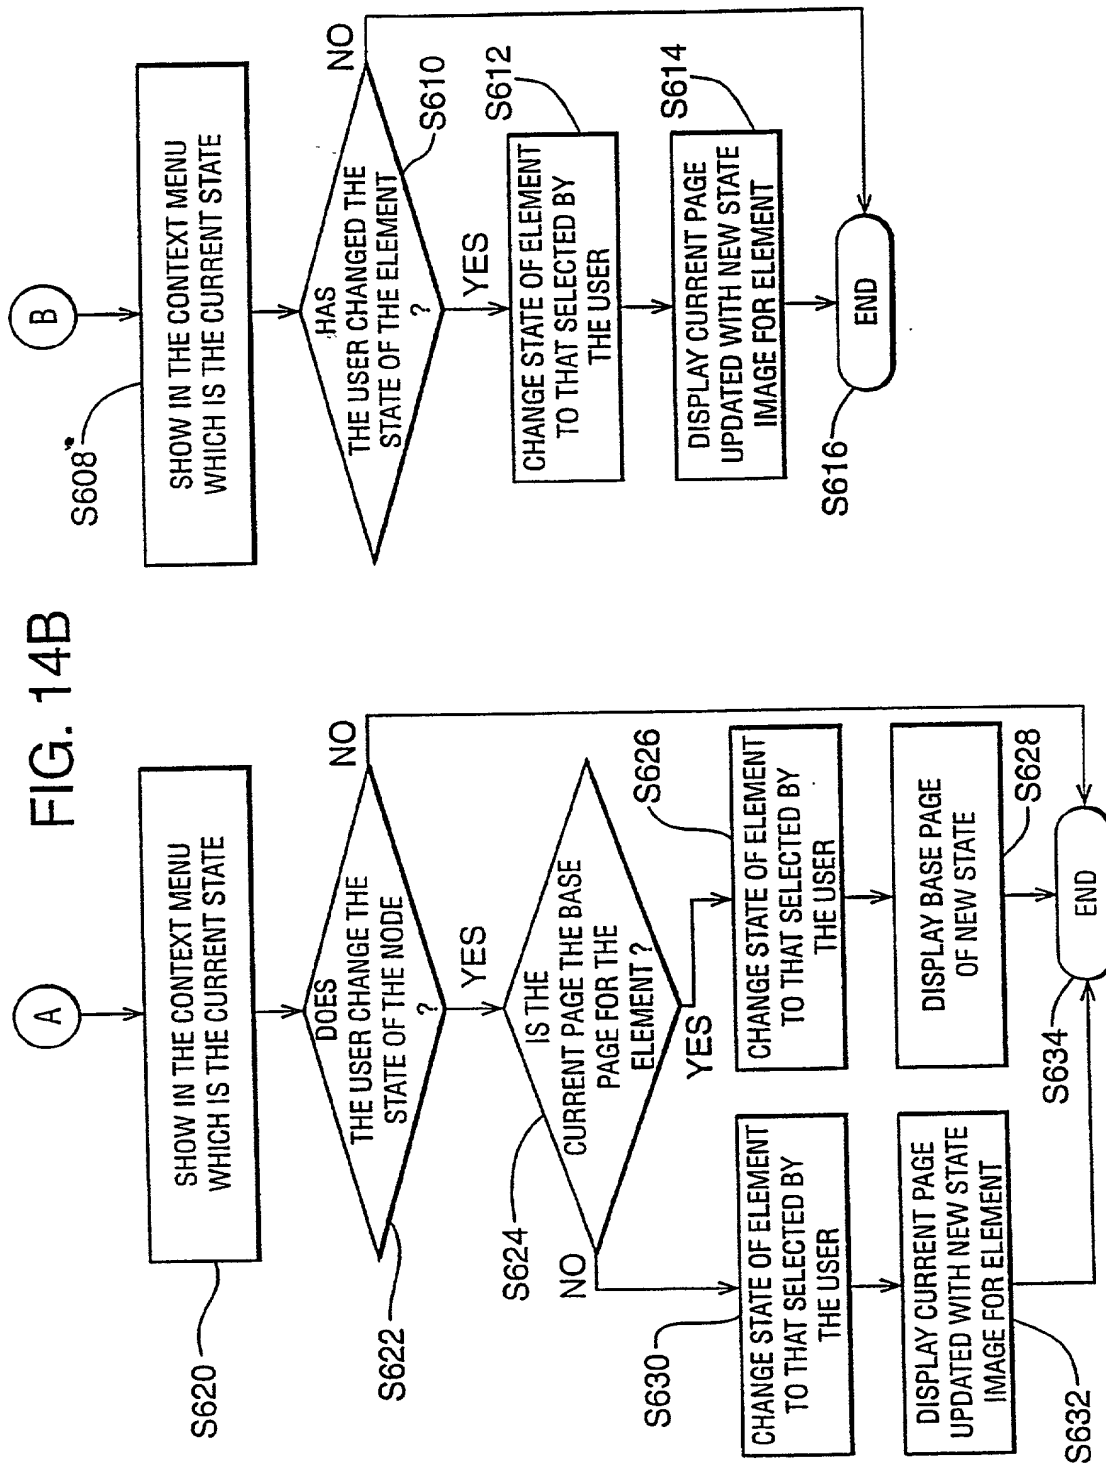 FIG. 14B
A
SHOW IN THE CONTEXT MENU
WHICH IS THE CURRENT STATE
S620
DOES
THE USER CHANGE THE
STATE OF THE NODE
?
NO
S622
YES
IS THE
CURRENT PAGE THE BASE
PAGE FOR THE
ELEMENT ?
S624
NO
YES
CHANGE STATE OF ELEMENT
TO THAT SELECTED BY
THE USER
S630
CHANGE STATE OF ELEMENT
TO THAT SELECTED BY
THE USER
S626
DISPLAY CURRENT PAGE
UPDATED WITH NEW STATE
IMAGE FOR ELEMENT
S632
DISPLAY BASE PAGE
OF NEW STATE
S628
S634
END
B
SHOW IN THE CONTEXT MENU
WHICH IS THE CURRENT STATE
S608
HAS
THE USER CHANGED THE
STATE OF THE ELEMENT
?
NO
S610
YES
CHANGE STATE OF ELEMENT
TO THAT SELECTED BY
THE USER
S612
DISPLAY CURRENT PAGE
UPDATED WITH NEW STATE
IMAGE FOR ELEMENT
S614
END
S616